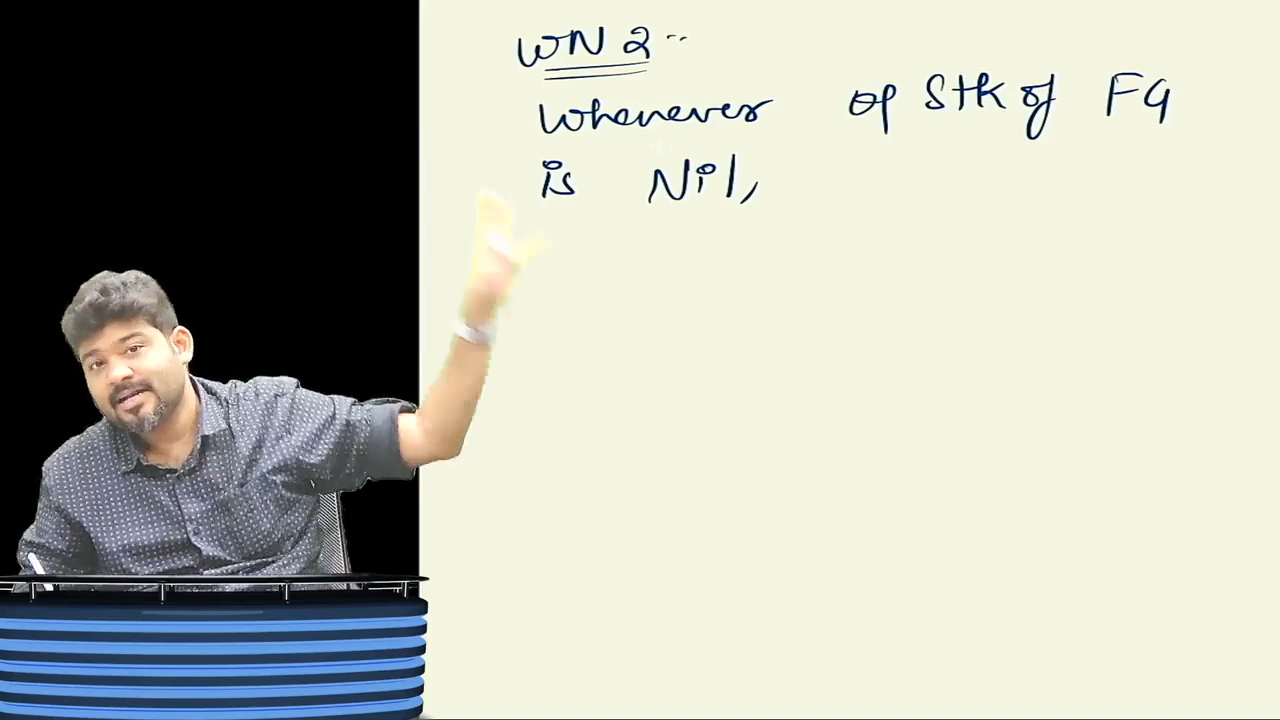 WN 2 --
Whenever op Stk of FG
is Nil,